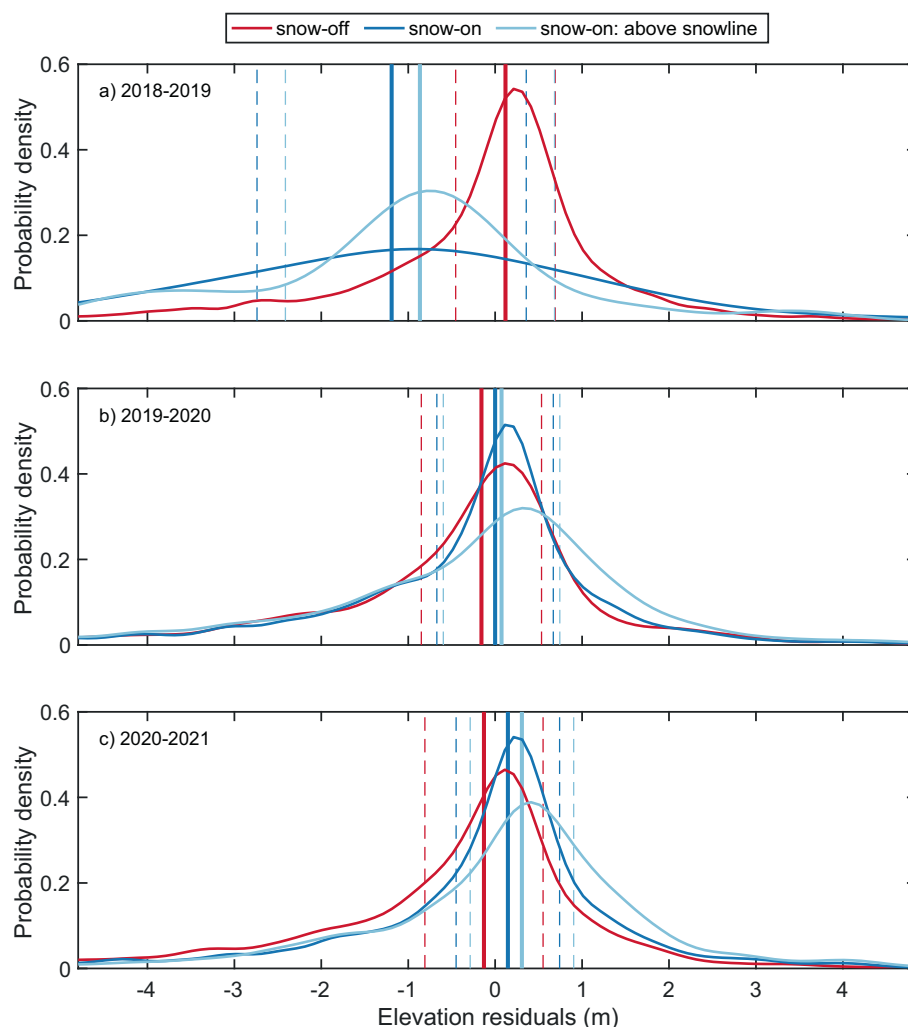 snow-off snow-on snow-on: above snowline
a) 2018-2019
Probability density
0.6
0.4
0.2
0
b) 2019-2020
Probability density
0.6
0.4
0.2
0
c) 2020-2021
Probability density
0.6
0.4
0.2
0
-4 -3 -2 -1 0 1 2 3 4
Elevation residuals (m)